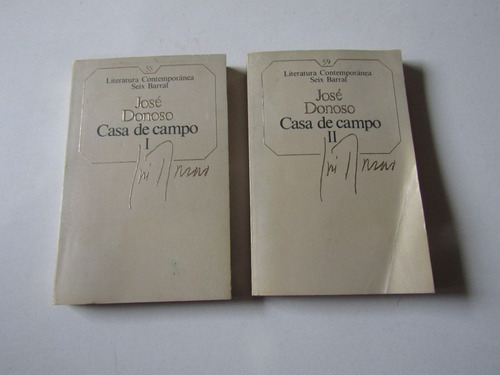 55
Literatura Contemporánea
Seix Barral
José
Donoso
Casa de campo
I
59
Literatura Contemporánea
Seix Barral
José
Donoso
Casa de campo
II